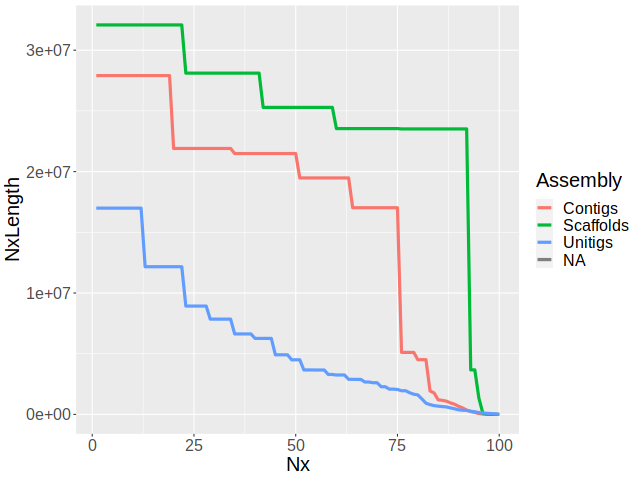 3e+07
2e+07
1e+07
0e+00
NxLength
0
25
50
75
100
Nx
Assembly
Contigs
Scaffolds
Unitigs
NA